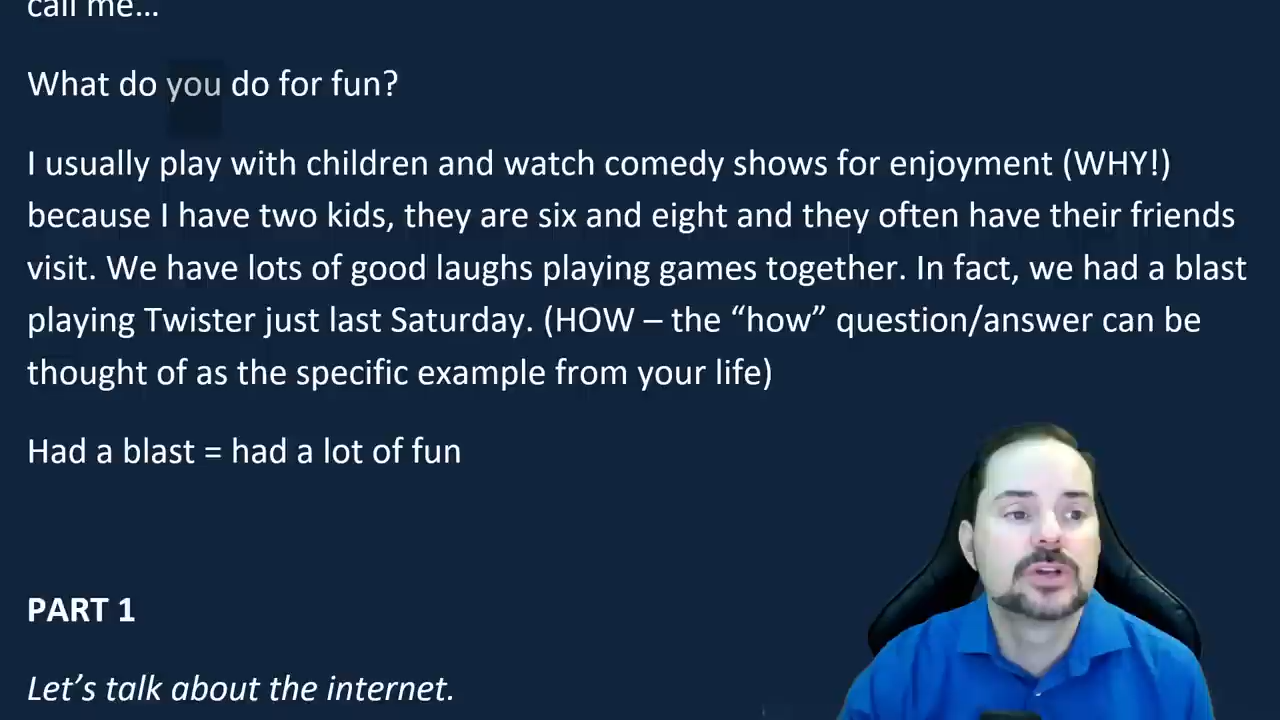 call me…
What do you do for fun?
I usually play with children and watch comedy shows for enjoyment (WHY!)
because I have two kids, they are six and eight and they often have their friends
visit. We have lots of good laughs playing games together. In fact, we had a blast
playing Twister just last Saturday. (HOW – the “how” question/answer can be
thought of as the specific example from your life)
Had a blast = had a lot of fun
PART 1
Let’s talk about the internet.